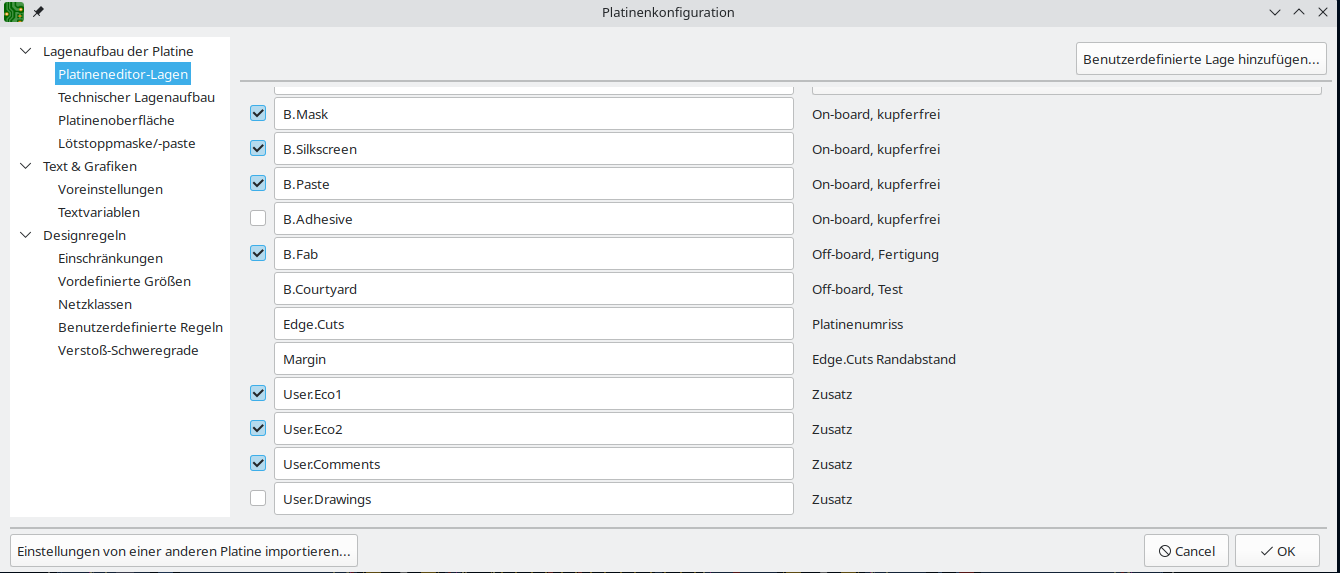 Platinenkonfiguration
Lagenaufbau der Platine
Platineneditor-Lagen
Technischer Lagenaufbau
Platinenoberfläche
Lötstoppmaske/-paste
Text & Grafiken
Voreinstellungen
Textvariablen
Designregeln
Einschränkungen
Vordefinierte Größen
Netzklassen
Benutzerdefinierte Regeln
Verstoß-Schweregrade
Benutzerdefinierte Lage hinzufügen...
B.Mask On-board, kupferfrei
B.Silkscreen On-board, kupferfrei
B.Paste On-board, kupferfrei
B.Adhesive On-board, kupferfrei
B.Fab Off-board, Fertigung
B.Courtyard Off-board, Test
Edge.Cuts Platinenumriss
Margin Edge.Cuts Randabstand
User.Eco1 Zusatz
User.Eco2 Zusatz
User.Comments Zusatz
User.Drawings Zusatz
Einstellungen von einer anderen Platine importieren... Cancel OK